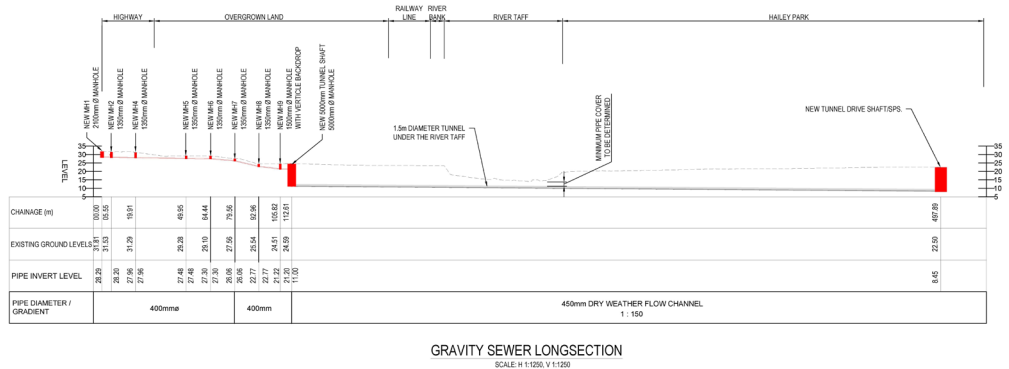 HIGHWAY
OVERGROWN LAND
RAILWAY
LINE
RIVER
BANK
RIVER TAFF
HAILEY PARK
NEW MH1
2100mm Ø MANHOLE
NEW MH2
1350mm Ø MANHOLE
NEW MH4
1350mm Ø MANHOLE
NEW MH5
1350mm Ø MANHOLE
NEW MH6
1350mm Ø MANHOLE
NEW MH7
1350mm Ø MANHOLE
NEW MH8
1350mm Ø MANHOLE
NEW MH9
1500mm Ø MANHOLE
WITH VERTICLE BACKDROP
NEW 5000mm TUNNEL SHAFT
5000mm Ø MANHOLE
1.5m DIAMETER TUNNEL
UNDER THE RIVER TAFF
MINIMUM PIPE COVER
TO BE DETERMINED
NEW TUNNEL DRIVE SHAFT/SPS.
LEVEL
35
30
25
20
15
10
5
35
30
25
20
15
10
5
CHAINAGE (m)
00.00 05.55 19.91 49.95 64.44 79.56 92.96 105.82 112.61 497.89
EXISTING GROUND LEVELS
31.81 31.53 31.29 29.28 29.10 27.56 25.54 24.51 24.59 22.50
PIPE INVERT LEVEL
28.29 28.20 27.96 27.96 27.48 27.48 27.30 27.30 26.06 26.06 22.77 22.77 21.22 21.20 11.00 8.45
PIPE DIAMETER /
GRADIENT
400mmø
400mm
450mm DRY WEATHER FLOW CHANNEL
1 : 150
GRAVITY SEWER LONGSECTION
SCALE: H 1:1250, V 1:1250